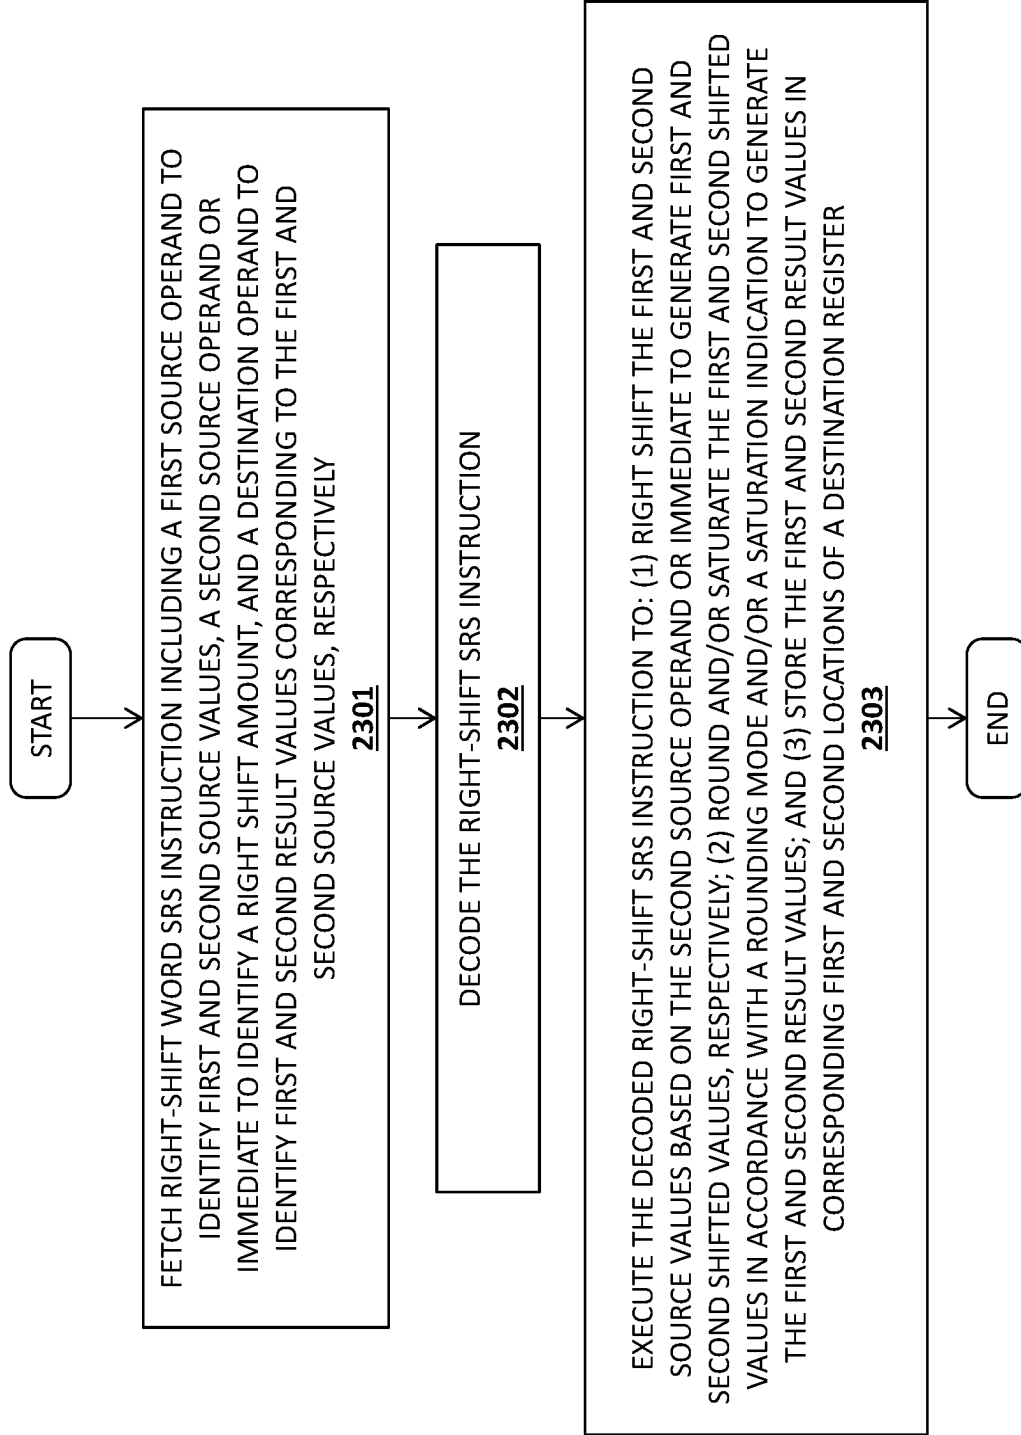 START
FETCH RIGHT-SHIFT WORD SRS INSTRUCTION INCLUDING A FIRST SOURCE OPERAND TO
IDENTIFY FIRST AND SECOND SOURCE VALUES, A SECOND SOURCE OPERAND OR
IMMEDIATE TO IDENTIFY A RIGHT SHIFT AMOUNT, AND A DESTINATION OPERAND TO
IDENTIFY FIRST AND SECOND RESULT VALUES CORRESPONDING TO THE FIRST AND
SECOND SOURCE VALUES, RESPECTIVELY
2301
DECODE THE RIGHT-SHIFT SRS INSTRUCTION
2302
EXECUTE THE DECODED RIGHT-SHIFT SRS INSTRUCTION TO: (1) RIGHT SHIFT THE FIRST AND SECOND
SOURCE VALUES BASED ON THE SECOND SOURCE OPERAND OR IMMEDIATE TO GENERATE FIRST AND
SECOND SHIFTED VALUES, RESPECTIVELY; (2) ROUND AND/OR SATURATE THE FIRST AND SECOND SHIFTED
VALUES IN ACCORDANCE WITH A ROUNDING MODE AND/OR A SATURATION INDICATION TO GENERATE
THE FIRST AND SECOND RESULT VALUES; AND (3) STORE THE FIRST AND SECOND RESULT VALUES IN
CORRESPONDING FIRST AND SECOND LOCATIONS OF A DESTINATION REGISTER
2303
END